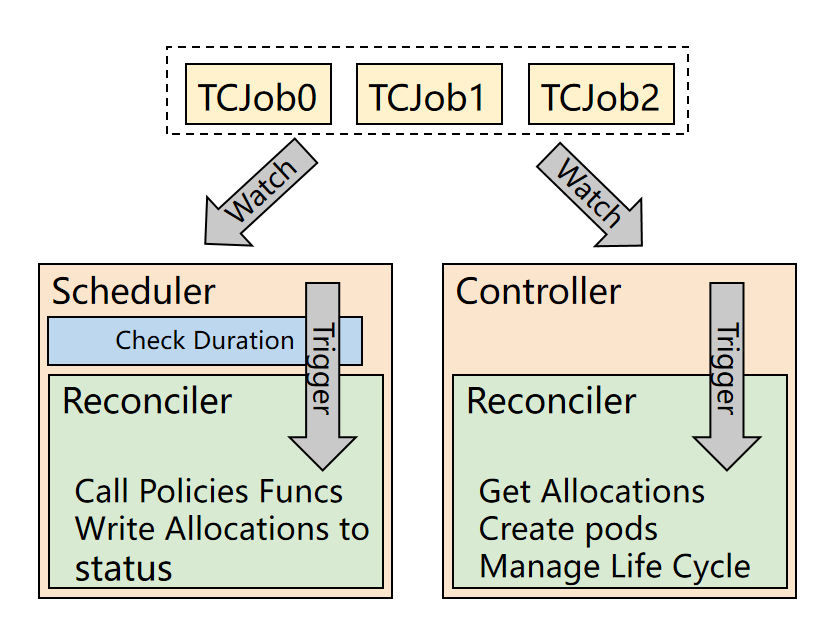 TCJob0 TCJob1 TCJob2
Watch Watch
Scheduler
Check Duration
Trigger
Reconciler
Call Policies Funcs
Write Allocations to
status
Controller
Trigger
Reconciler
Get Allocations
Create pods
Manage Life Cycle